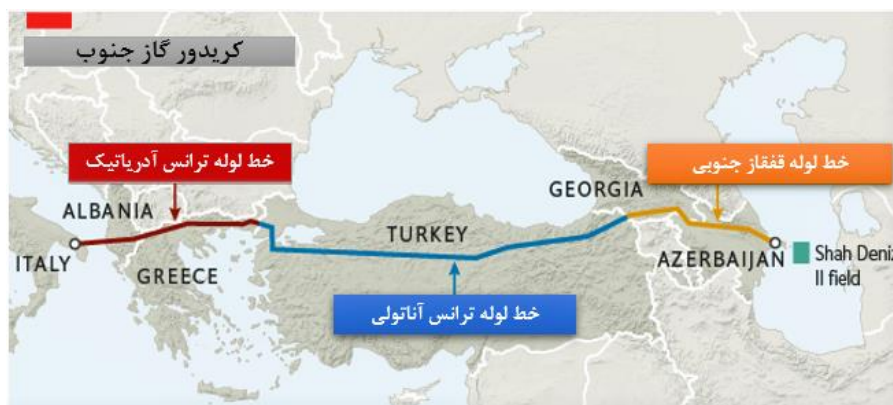 کریدور گاز جنوب
خط لوله ترانس آدریاتیک
خط لوله قفقاز جنوبی
GEORGIA
ALBANIA
TURKEY
ITALY
GREECE
AZERBAIJAN
Shah Deniz
II field
خط لوله ترانس آناتولی